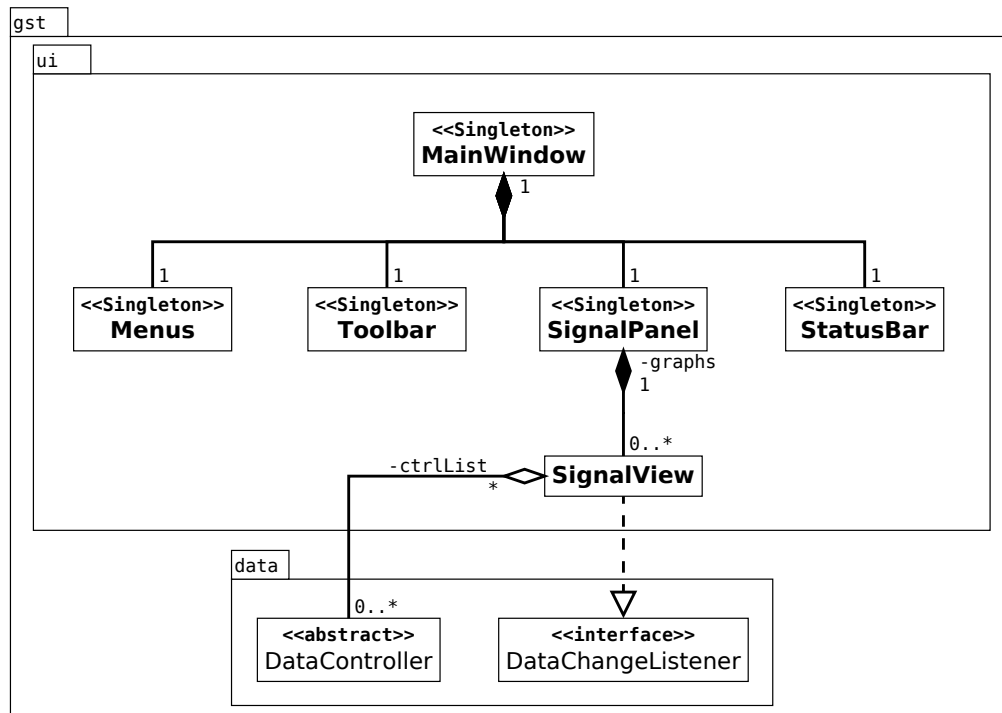 gst
ui
<<Singleton>>
MainWindow
1
1
1
1
1
<<Singleton>>
Menus
<<Singleton>>
Toolbar
<<Singleton>>
SignalPanel
<<Singleton>>
StatusBar
-graphs
1
0..*
-ctrlList
*
SignalView
data
0..*
<<abstract>>
DataController
<<interface>>
DataChangeListener